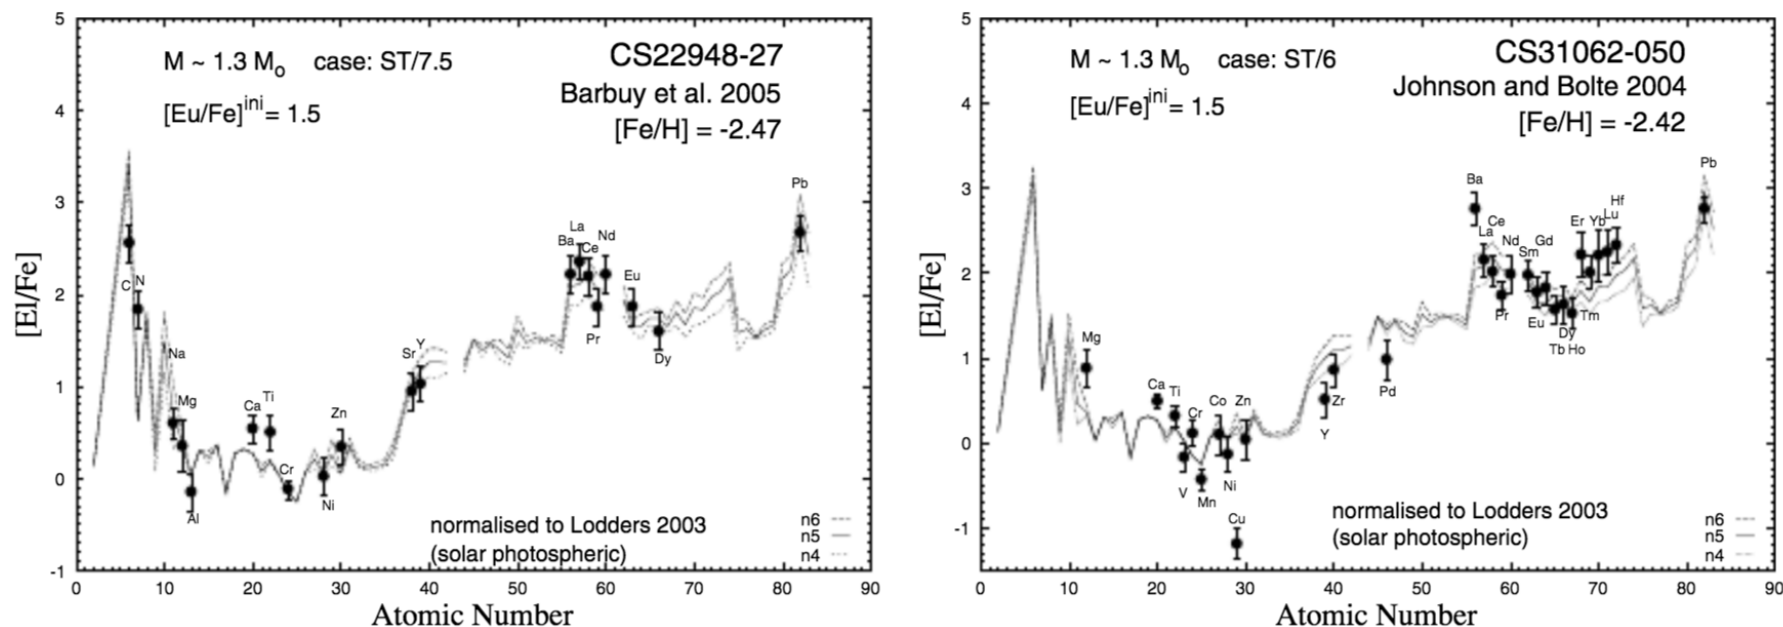 M ~ 1.3 Mo case: ST/7.5
CS22948-27
Barbuy et al. 2005
[Eu/Fe]ini = 1.5
[Fe/H] = -2.47
5
4
3
2
1
0
-1
[El/Fe]
C
N
Na
Mg
Al
Ca
Ti
Cr
Ni
Zn
Sr
Y
Ba
La
Ce
Pr
Nd
Eu
Dy
Pb
normalised to Lodders 2003
(solar photospheric)
n6
n5
n4
0 10 20 30 40 50 60 70 80 90
Atomic Number
M ~ 1.3 Mo case: ST/6
CS31062-050
Johnson and Bolte 2004
[Eu/Fe]ini = 1.5
[Fe/H] = -2.42
5
4
3
2
1
0
-1
[El/Fe]
Mg
Ca
Ti
V
Cr
Mn
Co
Ni
Cu
Zn
Y
Zr
Pd
Ba
La
Ce
Pr
Nd
Sm
Eu
Gd
Tb
Dy
Ho
Er
Tm
Yb
Lu
Hf
Pb
normalised to Lodders 2003
(solar photospheric)
n6
n5
n4
0 10 20 30 40 50 60 70 80 90
Atomic Number